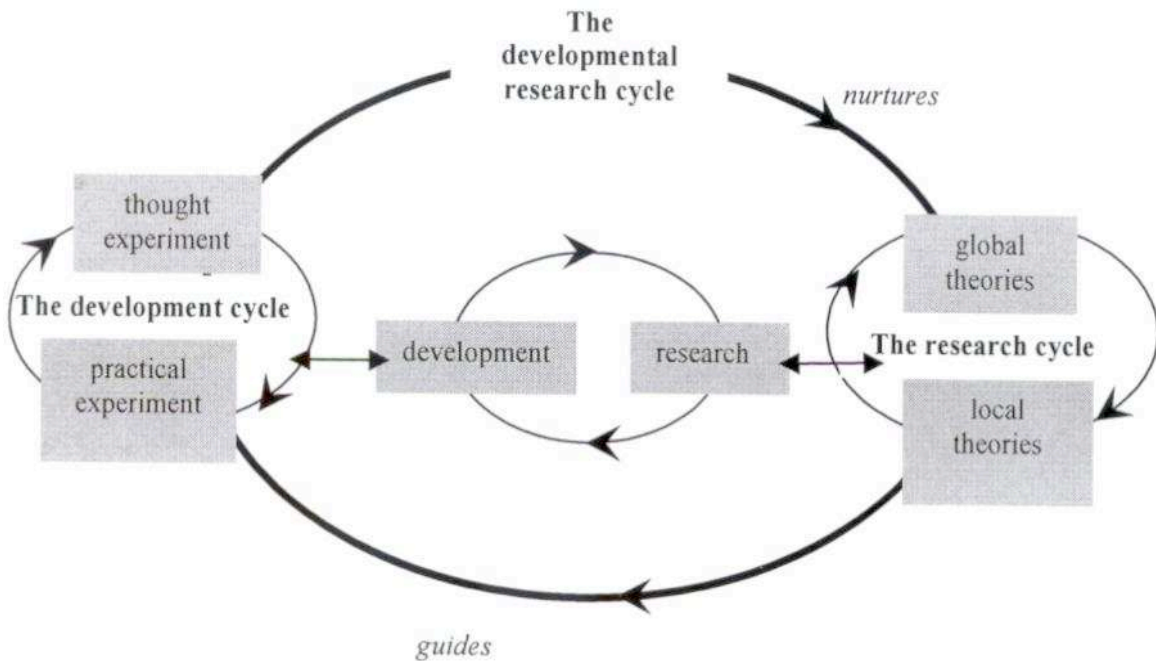 The
developmental
research cycle
nurtures
thought
experiment
The development cycle
practical
experiment
development
research
global
theories
The research cycle
local
theories
guides